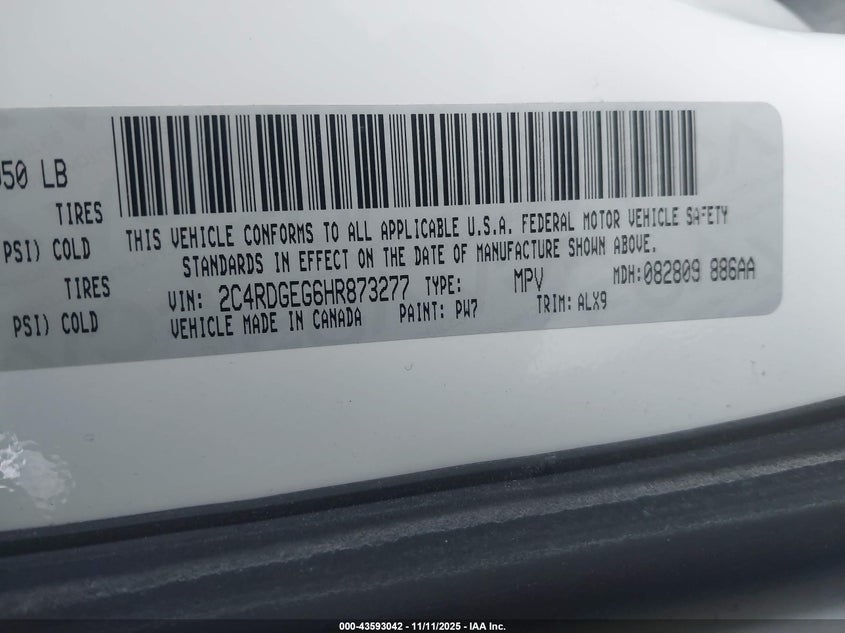 50 LB
TIRES
PSI) COLD
TIRES
PSI) COLD
THIS VEHICLE CONFORMS TO ALL APPLICABLE U.S.A. FEDERAL MOTOR VEHICLE SAFETY
STANDARDS IN EFFECT ON THE DATE OF MANUFACTURE SHOWN ABOVE.
VIN: 2C4RDGEG6HR873277 TYPE: MPV MDH:082809 886AA
VEHICLE MADE IN CANADA PAINT: PW7 TRIM: ALX9
000-43593042 - 11/11/2025 - IAA Inc.